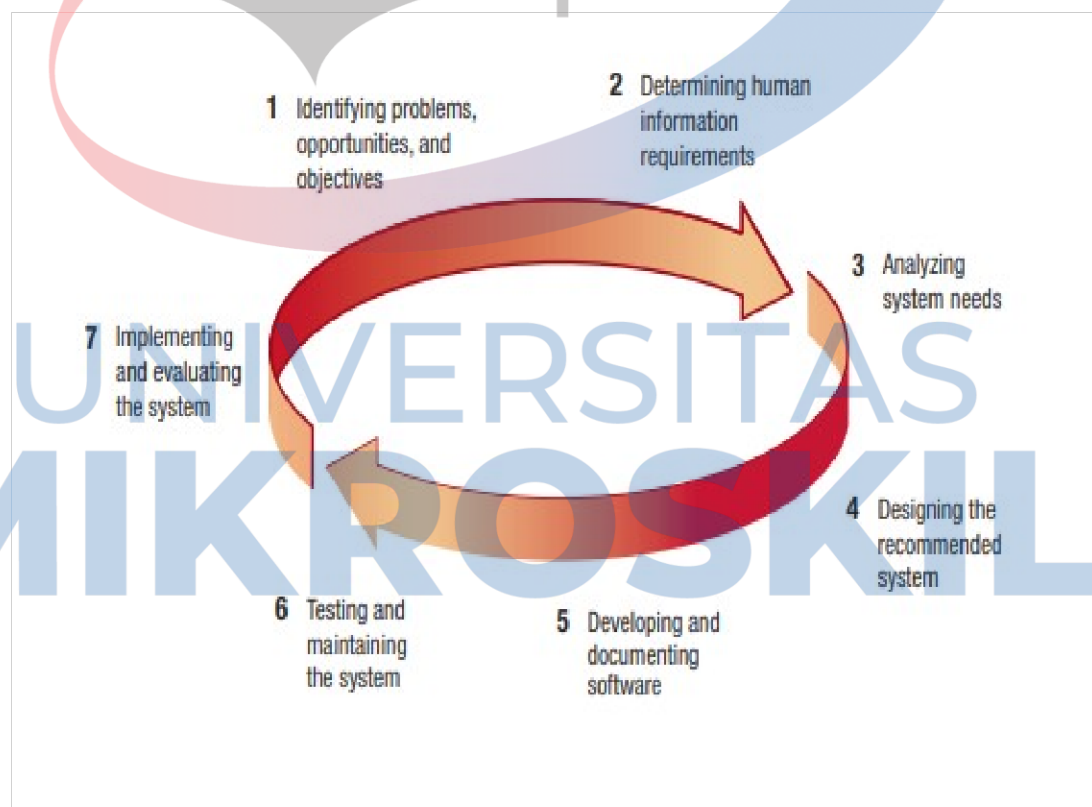 1 Identifying problems,
opportunities, and
objectives
2 Determining human
information
requirements
3 Analyzing
system needs
4 Designing the
recommended
system
5 Developing and
documenting
software
6 Testing and
maintaining
the system
7 Implementing
and evaluating
the system
UNIVERSITAS
MIKROSKIL